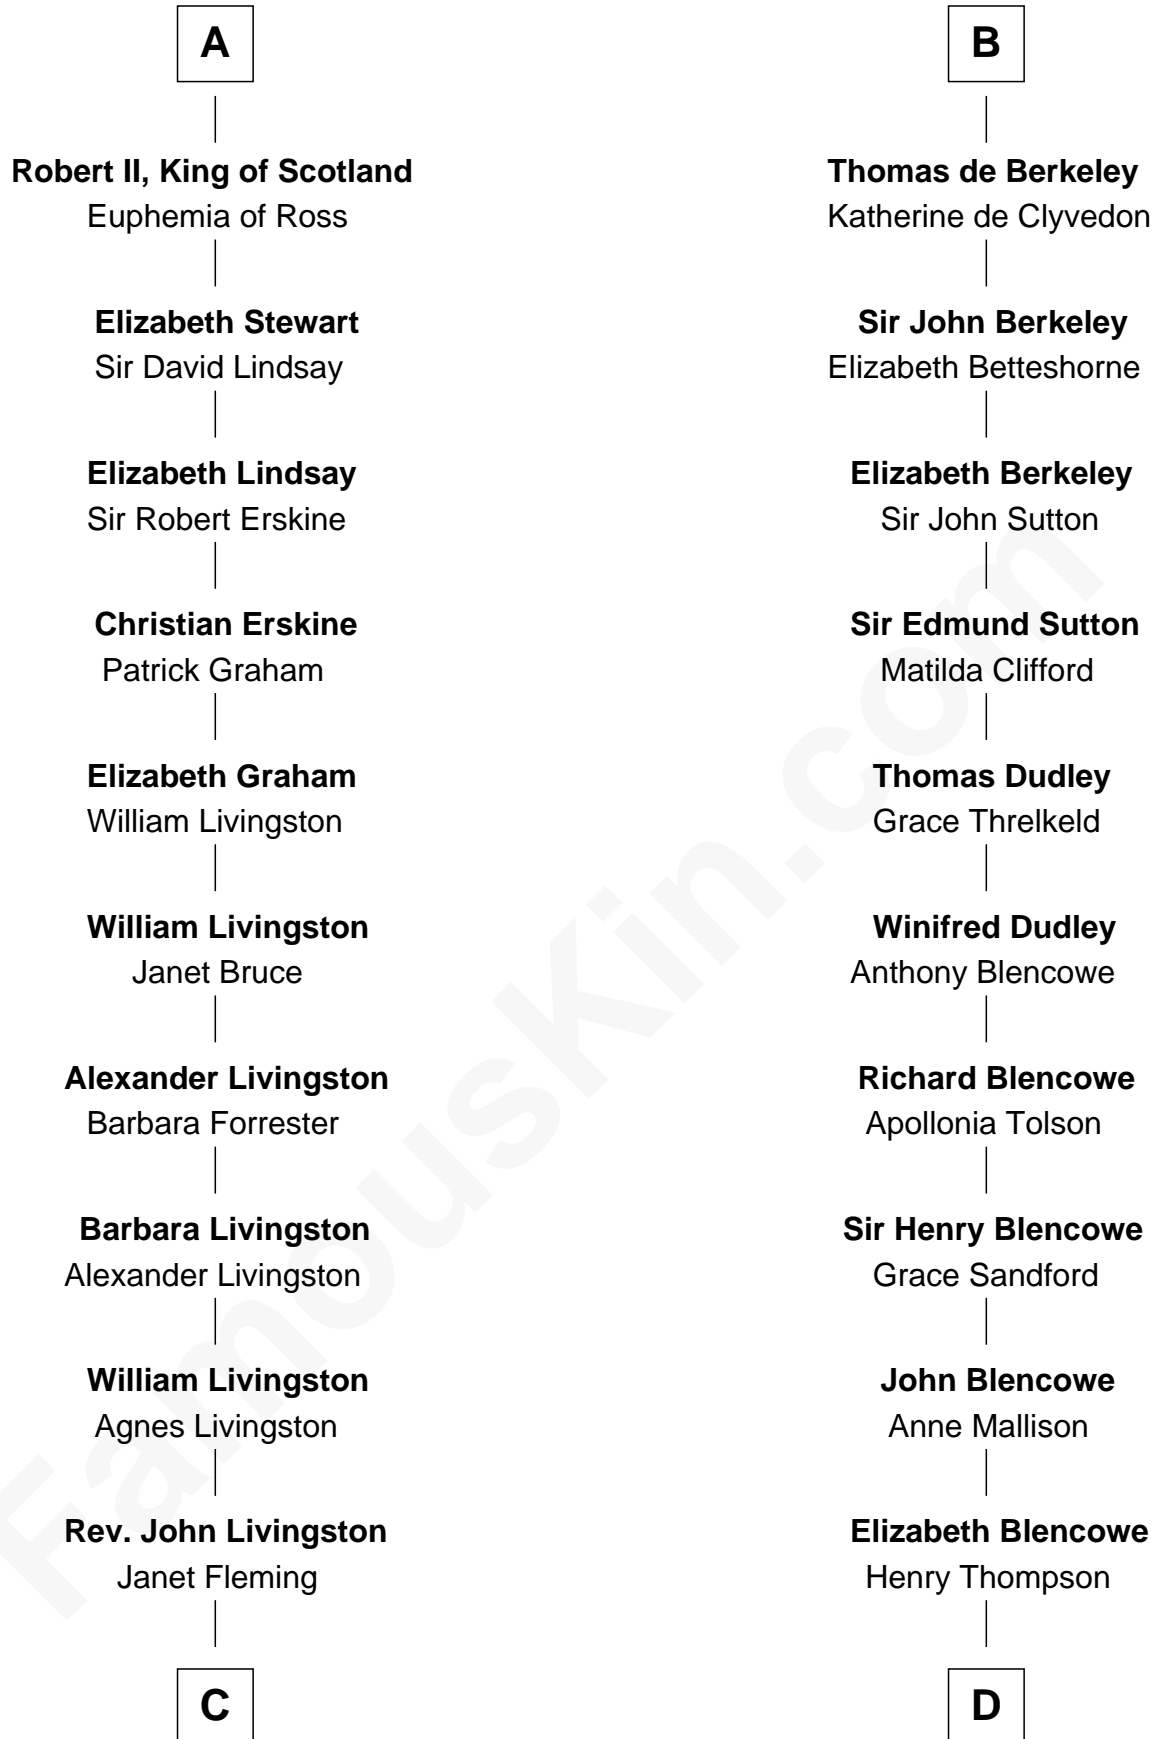 A
Robert II, King of Scotland
Euphemia of Ross
Elizabeth Stewart
Sir David Lindsay
Elizabeth Lindsay
Sir Robert Erskine
Christian Erskine
Patrick Graham
Elizabeth Graham
William Livingston
William Livingston
Janet Bruce
Alexander Livingston
Barbara Forrester
Barbara Livingston
Alexander Livingston
William Livingston
Agnes Livingston
Rev. John Livingston
Janet Fleming
C
B
Thomas de Berkeley
Katherine de Clyvedon
Sir John Berkeley
Elizabeth Betteshorne
Elizabeth Berkeley
Sir John Sutton
Sir Edmund Sutton
Matilda Clifford
Thomas Dudley
Grace Threlkeld
Winifred Dudley
Anthony Blencowe
Richard Blencowe
Apollonia Tolson
Sir Henry Blencowe
Grace Sandford
John Blencowe
Anne Mallison
Elizabeth Blencowe
Henry Thompson
D
FamousKin.com